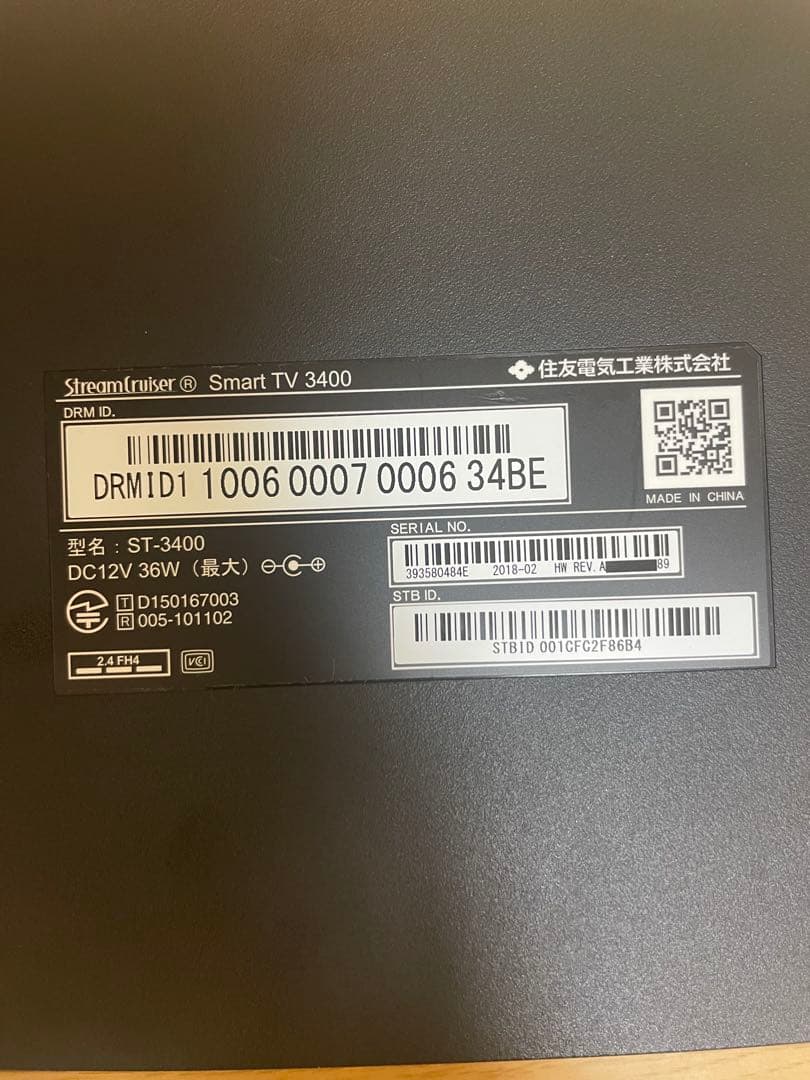 StreamCruiser® Smart TV 3400
住友電気工業株式会社
DRM ID.
DRMID1 1006 0007 0006 34BE
MADE IN CHINA
型名：ST-3400
DC12V 36W（最大）
T D150167003
R 005-101102
2.4 FH4
VCCI
SERIAL NO.
393580484E 2018-02 HW REV.A 89
STB ID.
STBID 001CFC2F86B4